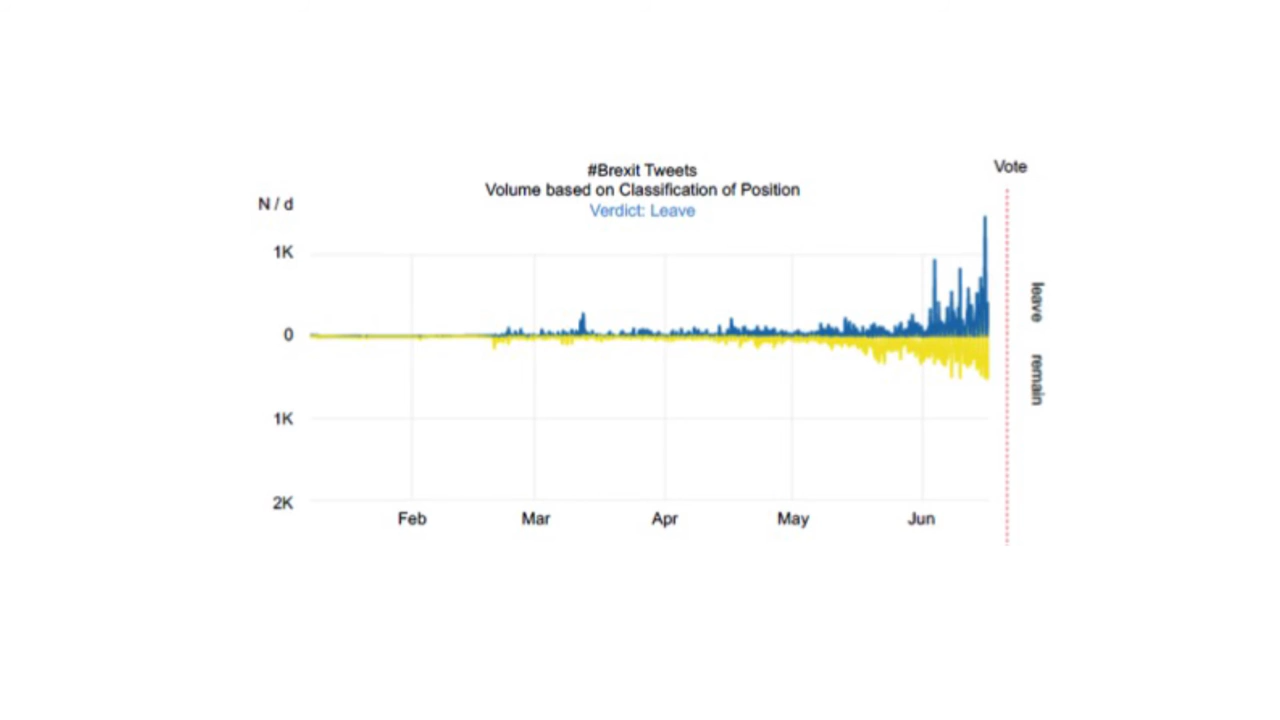 Vote
#Brexit Tweets
Volume based on Classification of Position
Verdict: Leave
N / d
1K
0
1K
2K
leave
remain
Feb
Mar
Apr
May
Jun